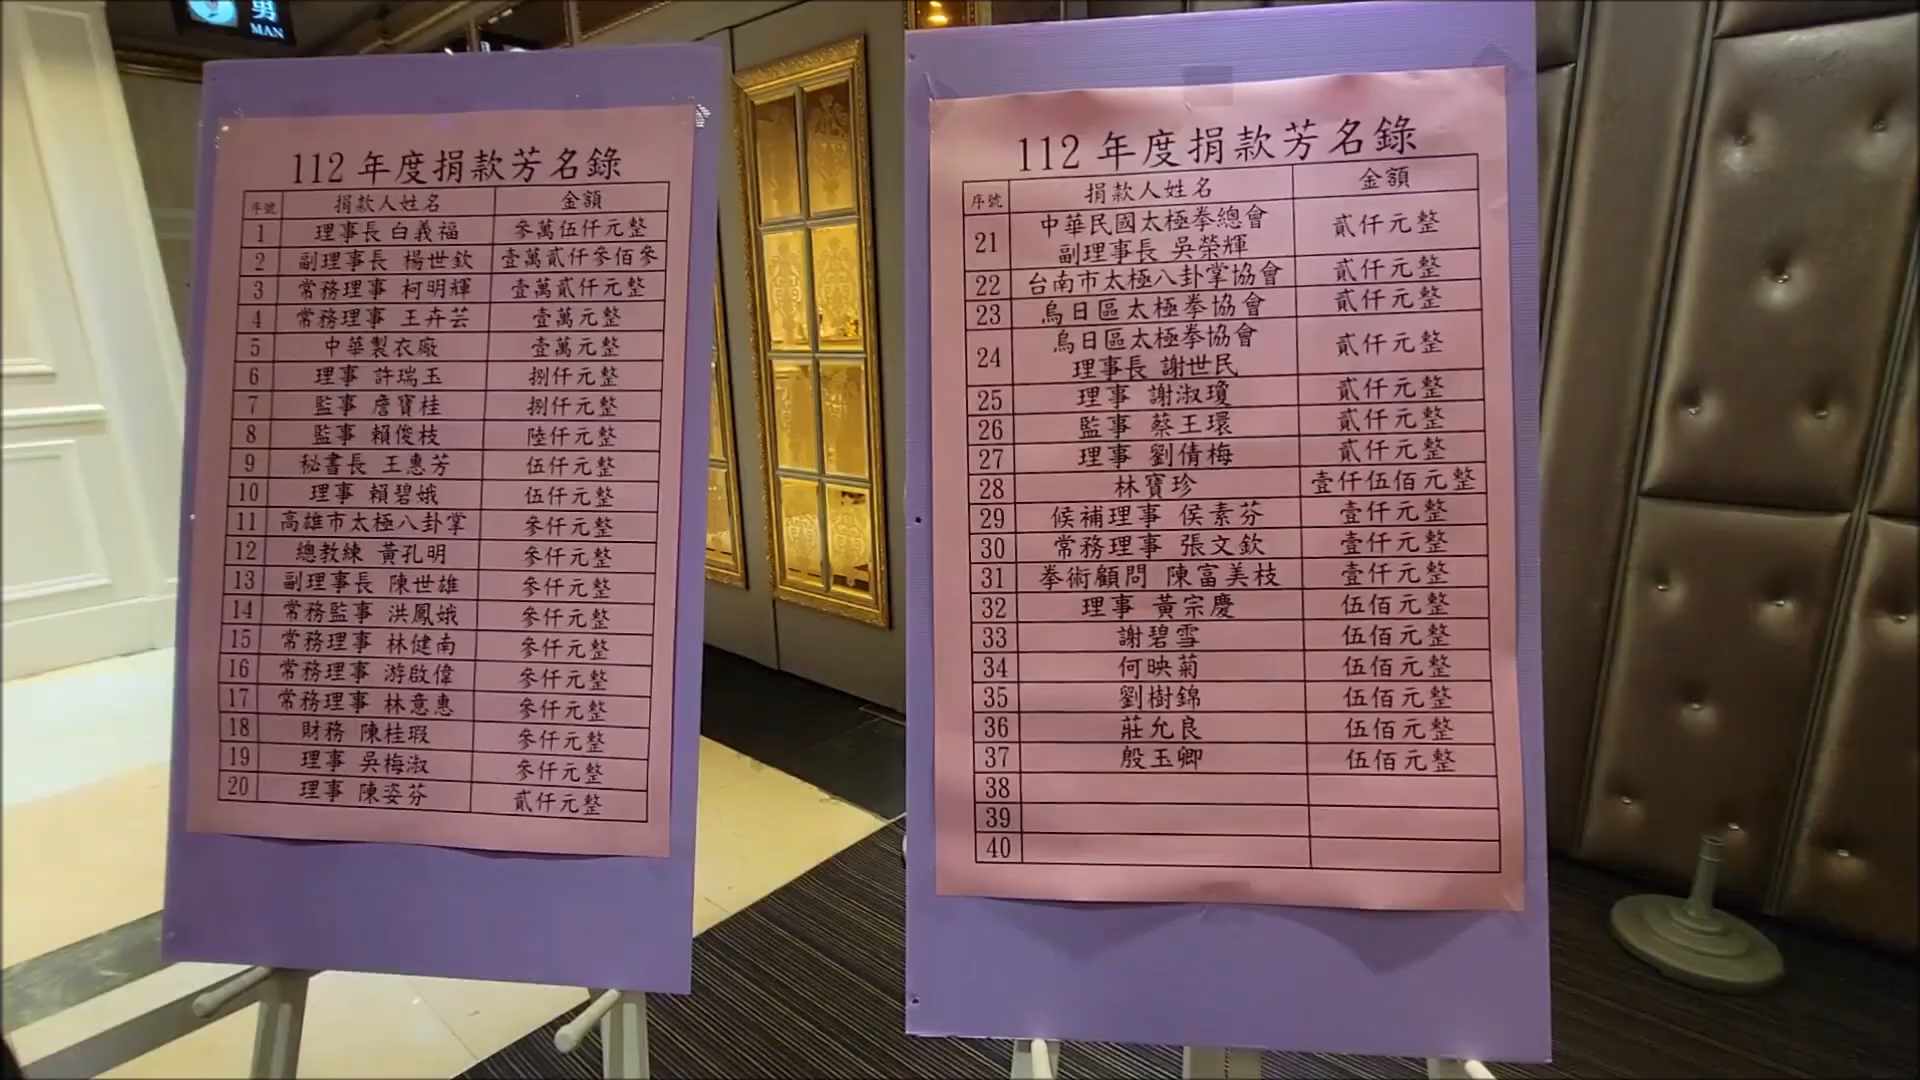 男
MAN
112 年度捐款芳名錄
序號 捐款人姓名 金額
1 理事長 白義福 參萬伍仟元整
2 副理事長 楊世欽 壹萬貳仟參佰參
3 常務理事 柯明輝 壹萬貳仟元整
4 常務理事 王卉芸 壹萬元整
5 中華製衣廠 壹萬元整
6 理事 許瑞玉 捌仟元整
7 監事 詹寶桂 捌仟元整
8 監事 賴俊枝 陸仟元整
9 秘書長 王惠芳 伍仟元整
10 理事 賴碧娥 伍仟元整
11 高雄市太極八卦掌 參仟元整
12 總教練 黃孔明 參仟元整
13 副理事長 陳世雄 參仟元整
14 常務監事 洪鳳娥 參仟元整
15 常務理事 林健南 參仟元整
16 常務理事 游啟偉 參仟元整
17 常務理事 林意惠 參仟元整
18 財務 陳桂瑕 參仟元整
19 理事 吳梅淑 參仟元整
20 理事 陳姿芬 貳仟元整
112 年度捐款芳名錄
序號 捐款人姓名 金額
21 中華民國太極拳總會 貳仟元整
副理事長 吳榮輝
22 台南市太極八卦掌協會 貳仟元整
23 烏日區太極拳協會 貳仟元整
24 烏日區太極拳協會 貳仟元整
理事長 謝世民
25 理事 謝淑瓊 貳仟元整
26 監事 蔡王環 貳仟元整
27 理事 劉倩梅 貳仟元整
28 林寶珍 壹仟伍佰元整
29 候補理事 侯素芬 壹仟元整
30 常務理事 張文欽 壹仟元整
31 拳術顧問 陳富美枝 壹仟元整
32 理事 黃宗慶 伍佰元整
33 謝碧雪 伍佰元整
34 何映菊 伍佰元整
35 劉樹錦 伍佰元整
36 莊允良 伍佰元整
37 殷玉卿 伍佰元整
38
39
40